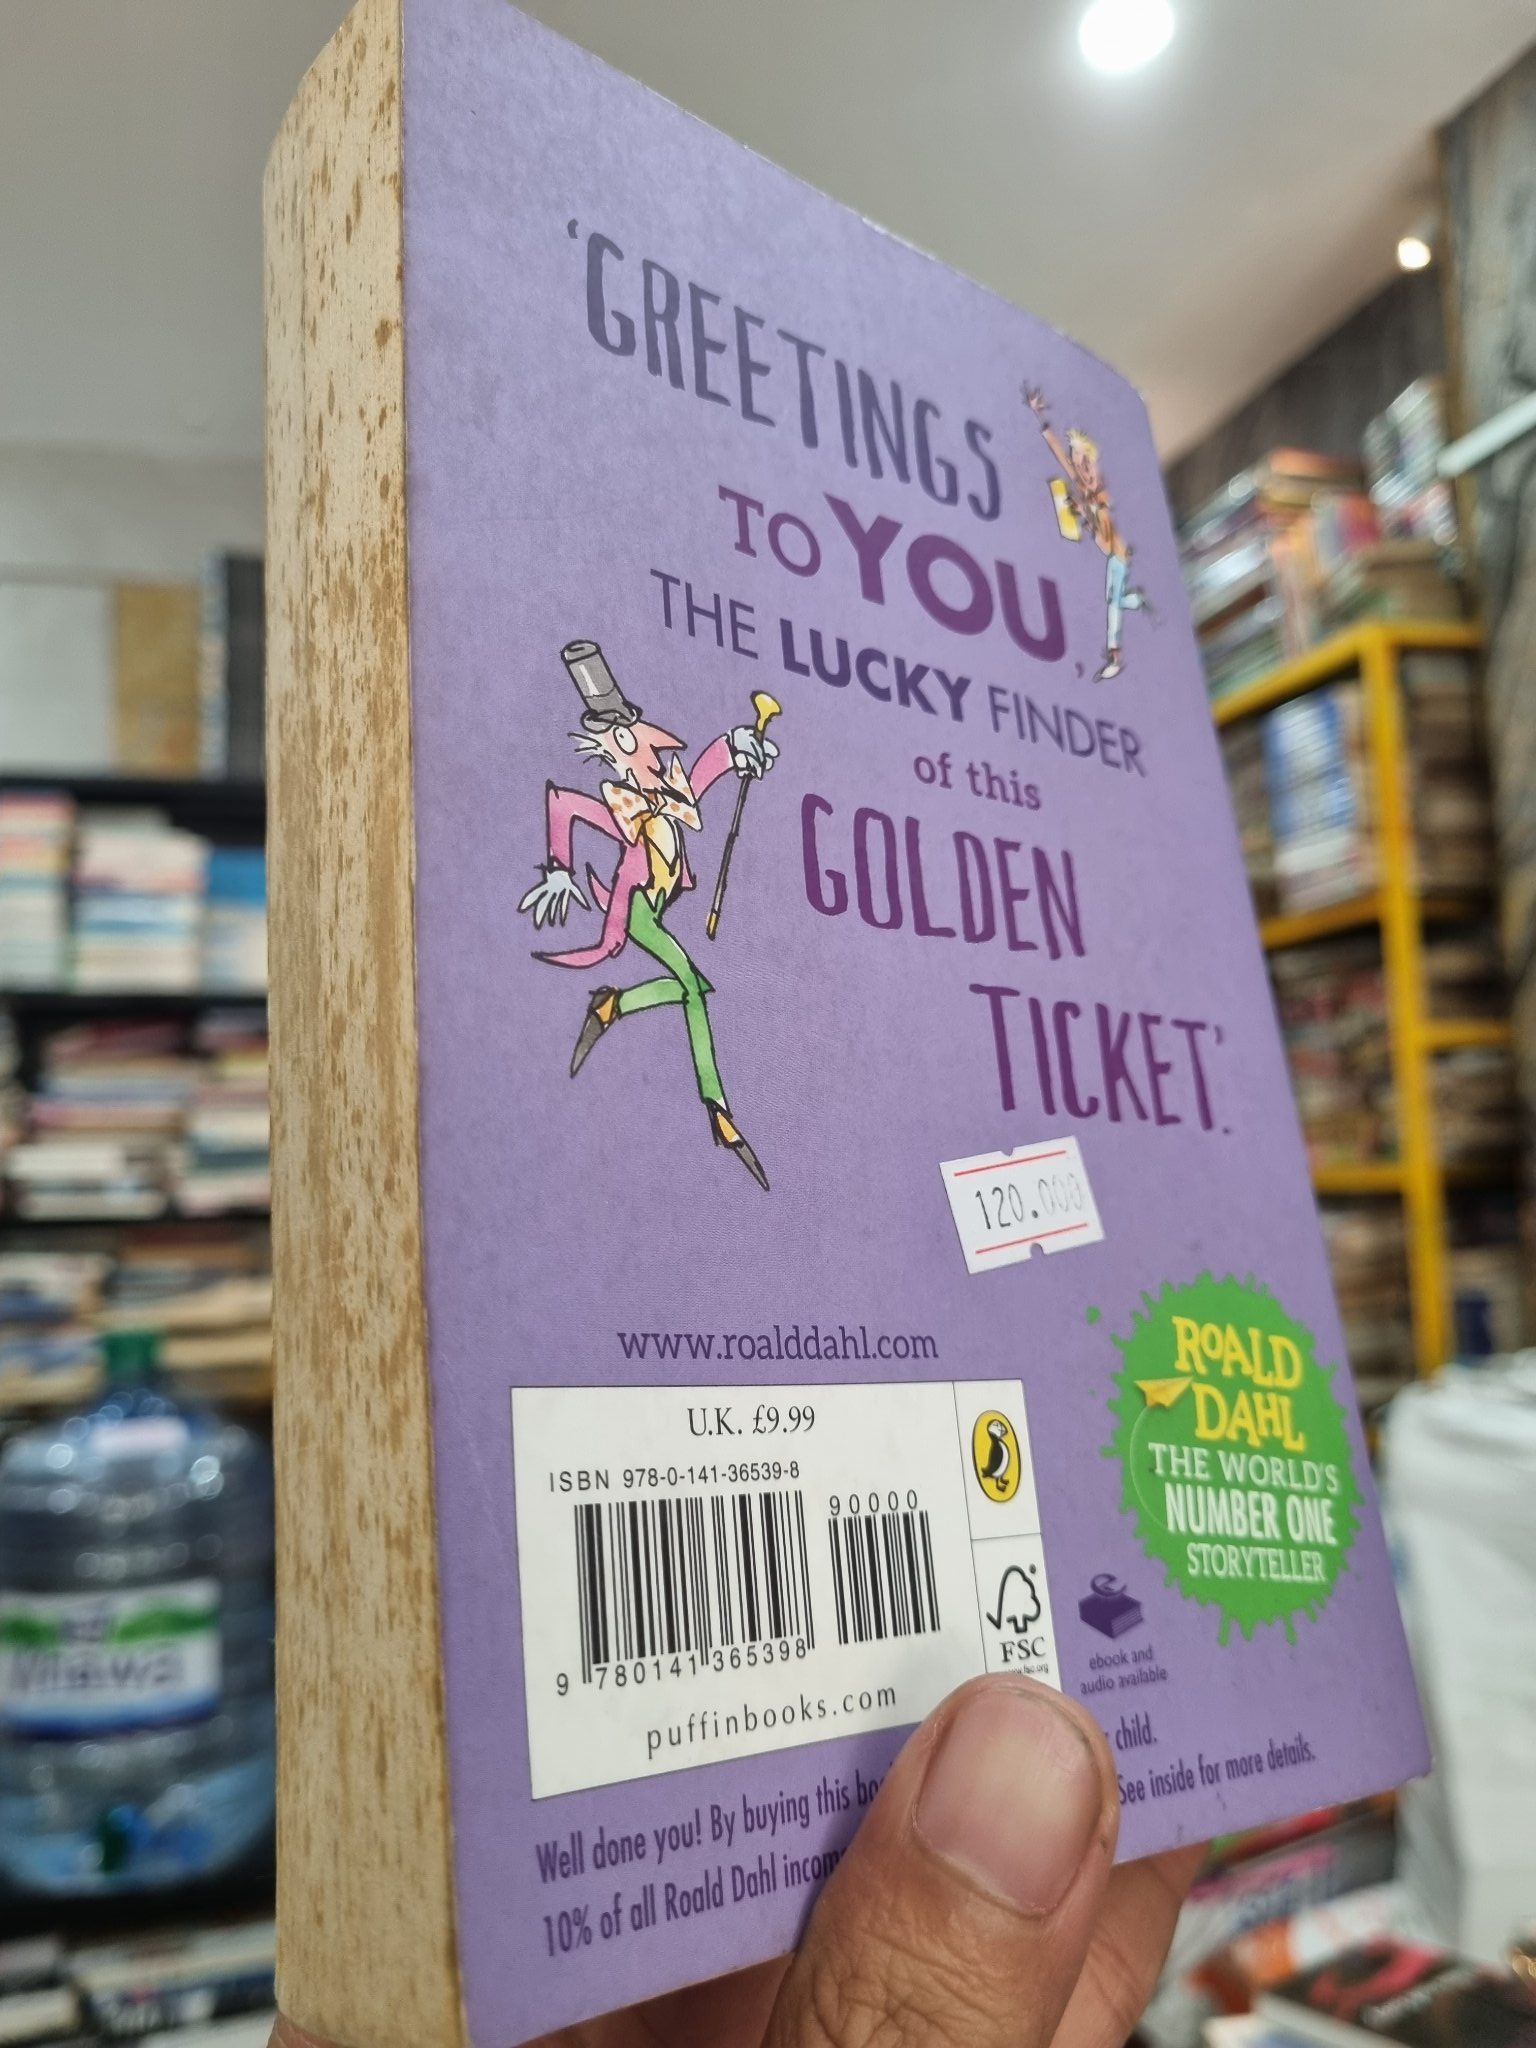 'GREETINGS
TO YOU,
THE LUCKY FINDER
of this
GOLDEN
TICKET'.
120.000
www.roalddahl.com
U.K. £9.99
ISBN 978-0-141-36539-8
90000
9 780141 365398
puffinbooks.com
FSC
www.fsc.org
ROALD
DAHL
THE WORLD'S
NUMBER ONE
STORYTELLER
ebook and
audio available
Well done you! By buying this child.
10% of all Roald Dahl See inside for more details.